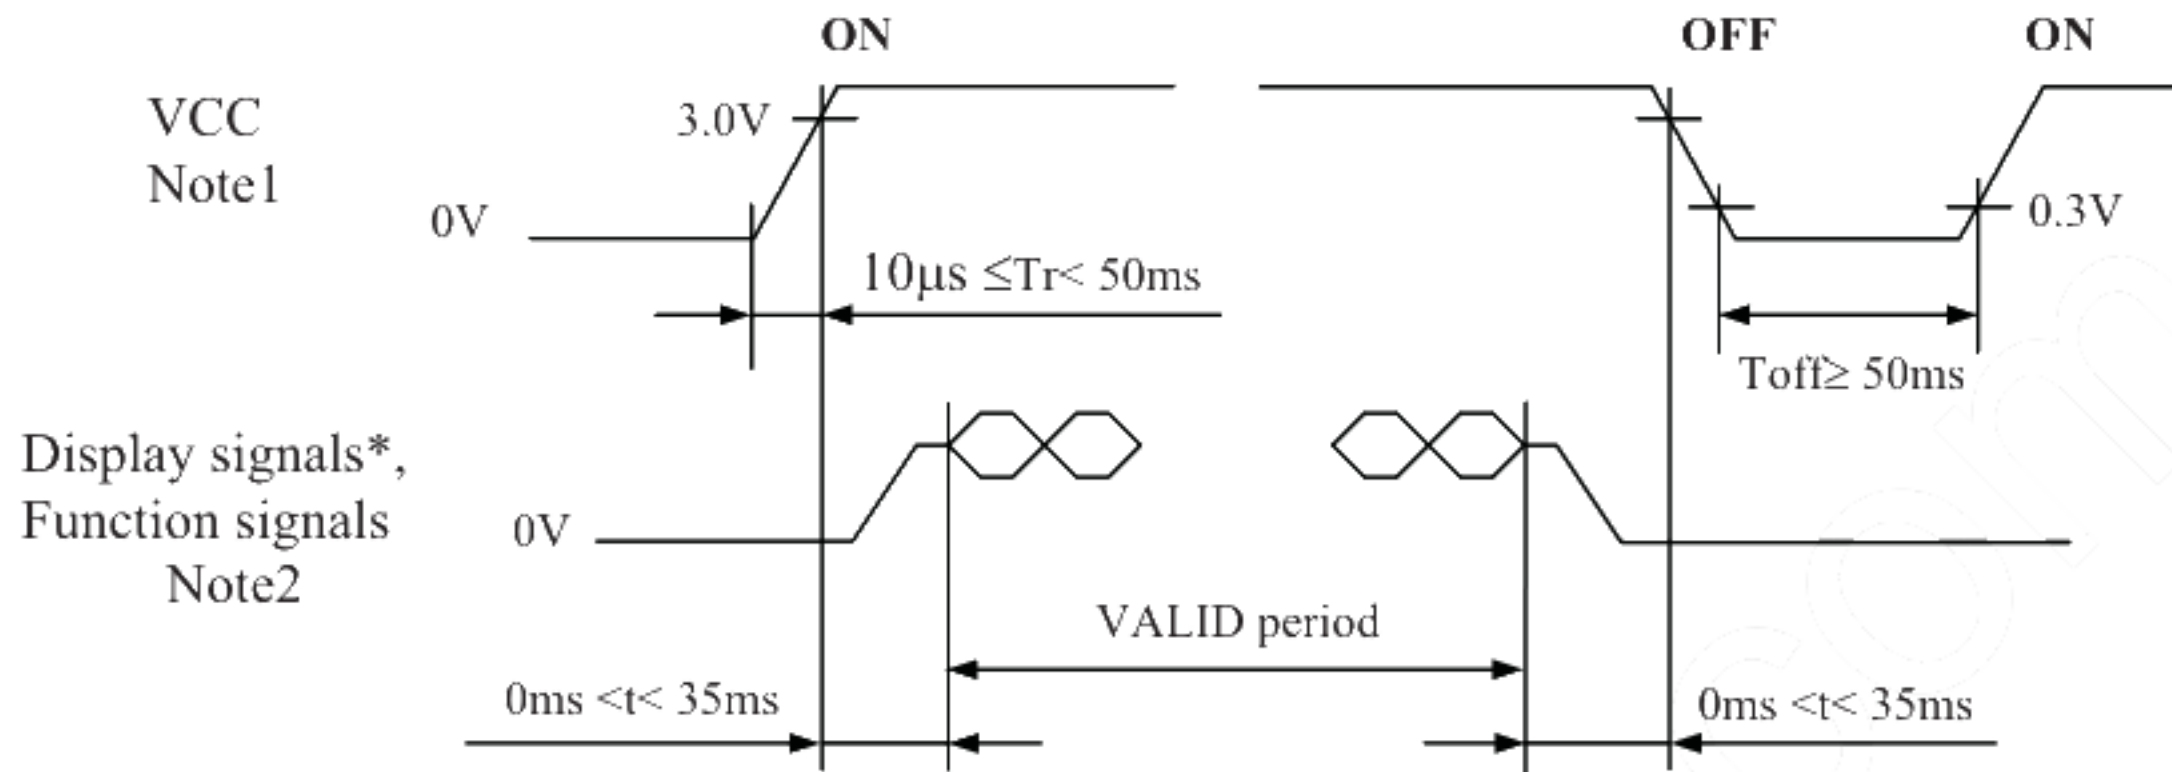 ON
OFF
ON
VCC
Note1
3.0V
0V
0.3V
10μs ≤Tr< 50ms
Toff≥ 50ms
Display signals*,
Function signals
Note2
0V
VALID period
0ms <t< 35ms
0ms <t< 35ms
com